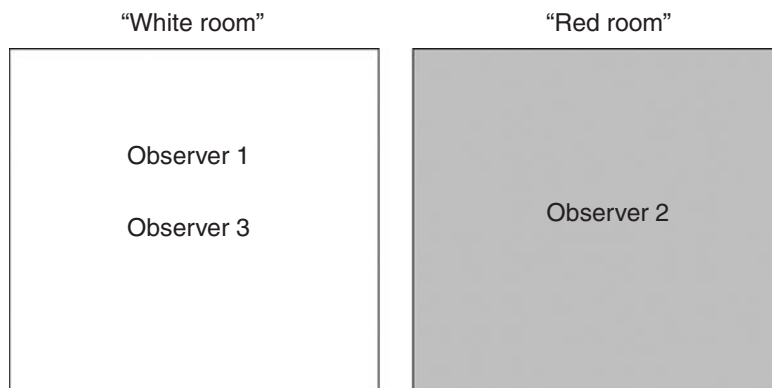 “White room”
“Red room”
Observer 1
Observer 3
Observer 2